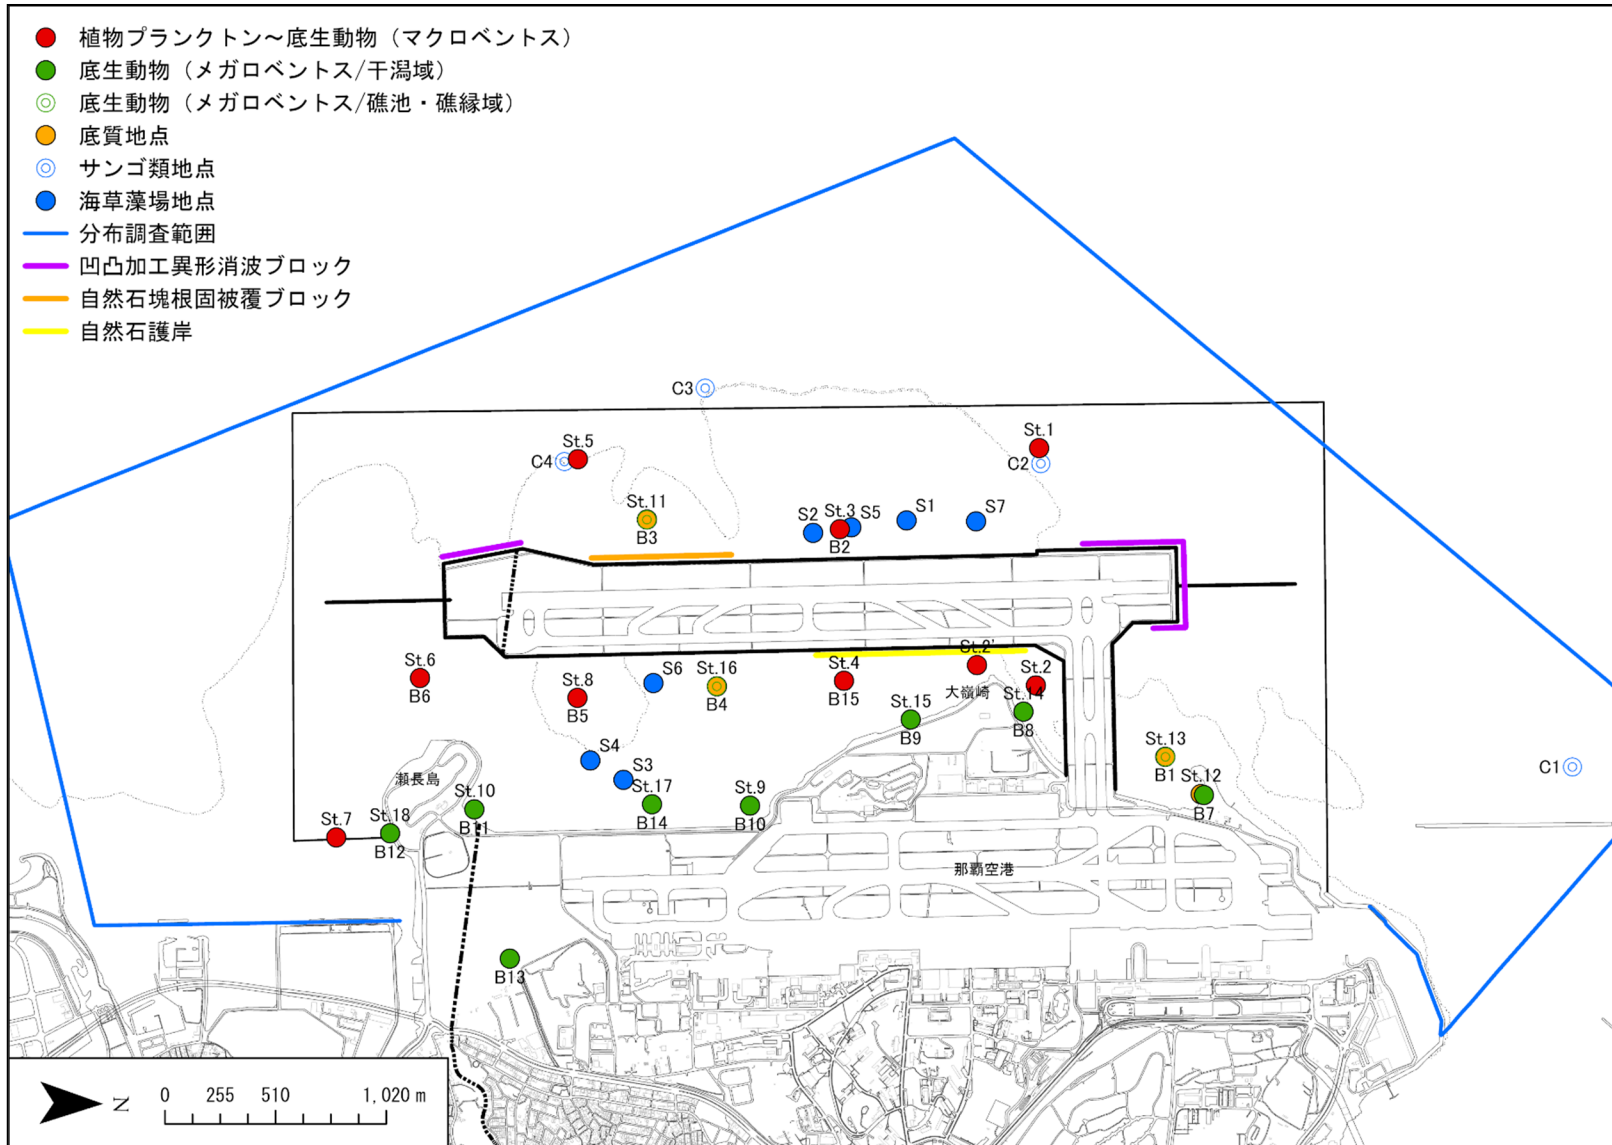 植物プランクトン～底生動物（マクロベントス）
底生動物（メガロベントス/干潟域）
底生動物（メガロベントス/礁池・礁縁域）
底質地点
サンゴ類地点
海草藻場地点
分布調査範囲
凹凸加工異形消波ブロック
自然石塊根固被覆ブロック
自然石護岸
C3
St.5
C4
St.1
C2
St.11
B3
S2
St.3
S5
B2
S1
S7
St.6
B6
St.8
B5
S6
St.16
B4
St.4
B15
St.2'
St.2
大嶺崎
St.15
B9
St.14
B8
St.13
B1
St.12
B7
C1
S4
S3
瀬長島
St.10
B11
St.17
B14
St.9
B10
St.7
St.18
B12
那覇空港
B13
N
0 255 510 1,020 m